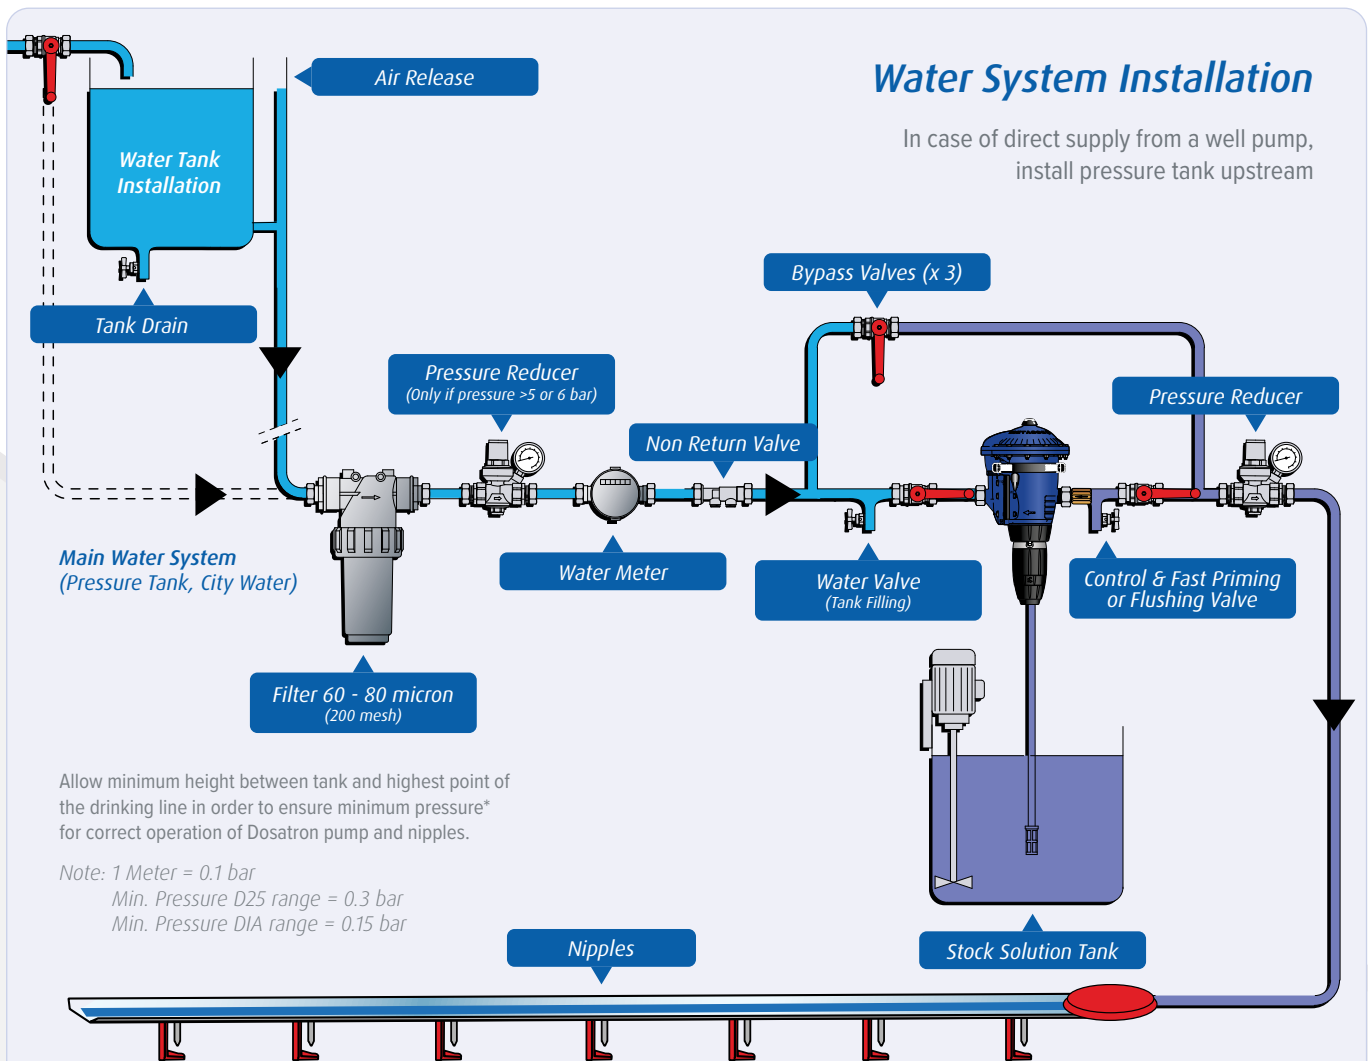 Water System Installation
In case of direct supply from a well pump,
install pressure tank upstream
Air Release
Water Tank
Installation
Tank Drain
Bypass Valves (x 3)
Pressure Reducer
(Only if pressure >5 or 6 bar)
Pressure Reducer
Non Return Valve
Main Water System
(Pressure Tank, City Water)
Water Meter
Water Valve
(Tank Filling)
Control & Fast Priming
or Flushing Valve
Filter 60 - 80 micron
(200 mesh)
Allow minimum height between tank and highest point of
the drinking line in order to ensure minimum pressure*
for correct operation of Dosatron pump and nipples.
Note: 1 Meter = 0.1 bar
Min. Pressure D25 range = 0.3 bar
Min. Pressure DIA range = 0.15 bar
Nipples
Stock Solution Tank